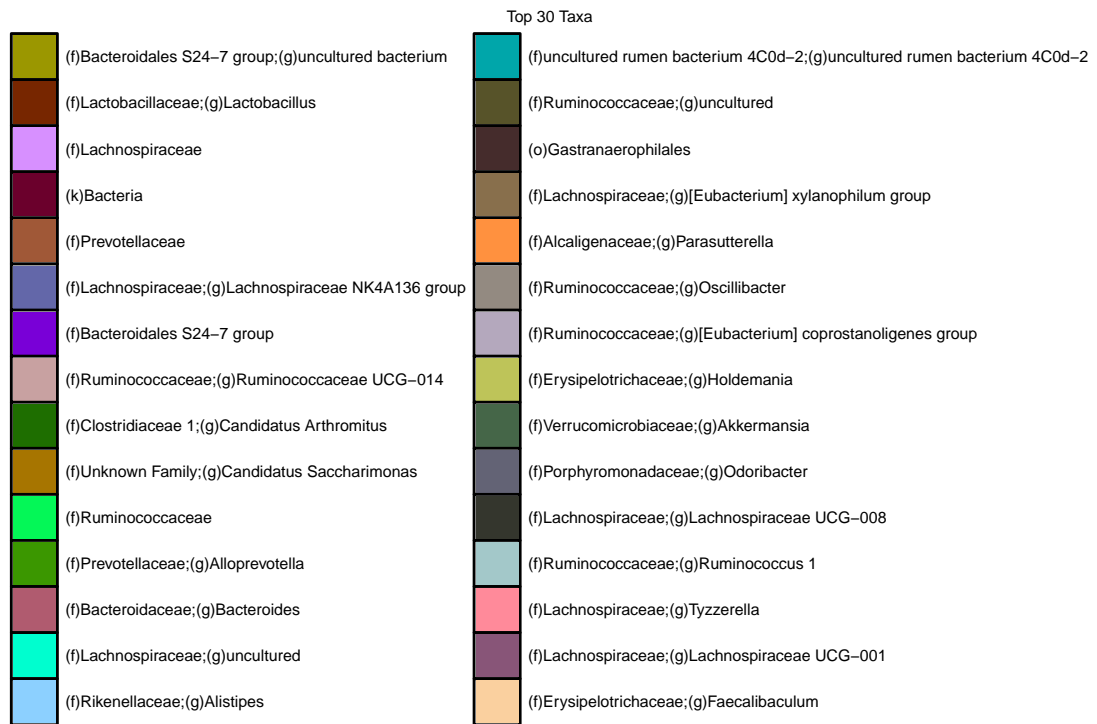 Top 30 Taxa
(f)Bacteroidales S24−7 group;(g)uncultured bacterium
(f)Lactobacillaceae;(g)Lactobacillus
(f)Lachnospiraceae
(k)Bacteria
(f)Prevotellaceae
(f)Lachnospiraceae;(g)Lachnospiraceae NK4A136 group
(f)Bacteroidales S24−7 group
(f)Ruminococcaceae;(g)Ruminococcaceae UCG−014
(f)Clostridiaceae 1;(g)Candidatus Arthromitus
(f)Unknown Family;(g)Candidatus Saccharimonas
(f)Ruminococcaceae
(f)Prevotellaceae;(g)Alloprevotella
(f)Bacteroidaceae;(g)Bacteroides
(f)Lachnospiraceae;(g)uncultured
(f)Rikenellaceae;(g)Alistipes
(f)uncultured rumen bacterium 4C0d−2;(g)uncultured rumen bacterium 4C0d−2
(f)Ruminococcaceae;(g)uncultured
(o)Gastranaerophilales
(f)Lachnospiraceae;(g)[Eubacterium] xylanophilum group
(f)Alcaligenaceae;(g)Parasutterella
(f)Ruminococcaceae;(g)Oscillibacter
(f)Ruminococcaceae;(g)[Eubacterium] coprostanoligenes group
(f)Erysipelotrichaceae;(g)Holdemania
(f)Verrucomicrobiaceae;(g)Akkermansia
(f)Porphyromonadaceae;(g)Odoribacter
(f)Lachnospiraceae;(g)Lachnospiraceae UCG−008
(f)Ruminococcaceae;(g)Ruminococcus 1
(f)Lachnospiraceae;(g)Tyzzerella
(f)Lachnospiraceae;(g)Lachnospiraceae UCG−001
(f)Erysipelotrichaceae;(g)Faecalibaculum